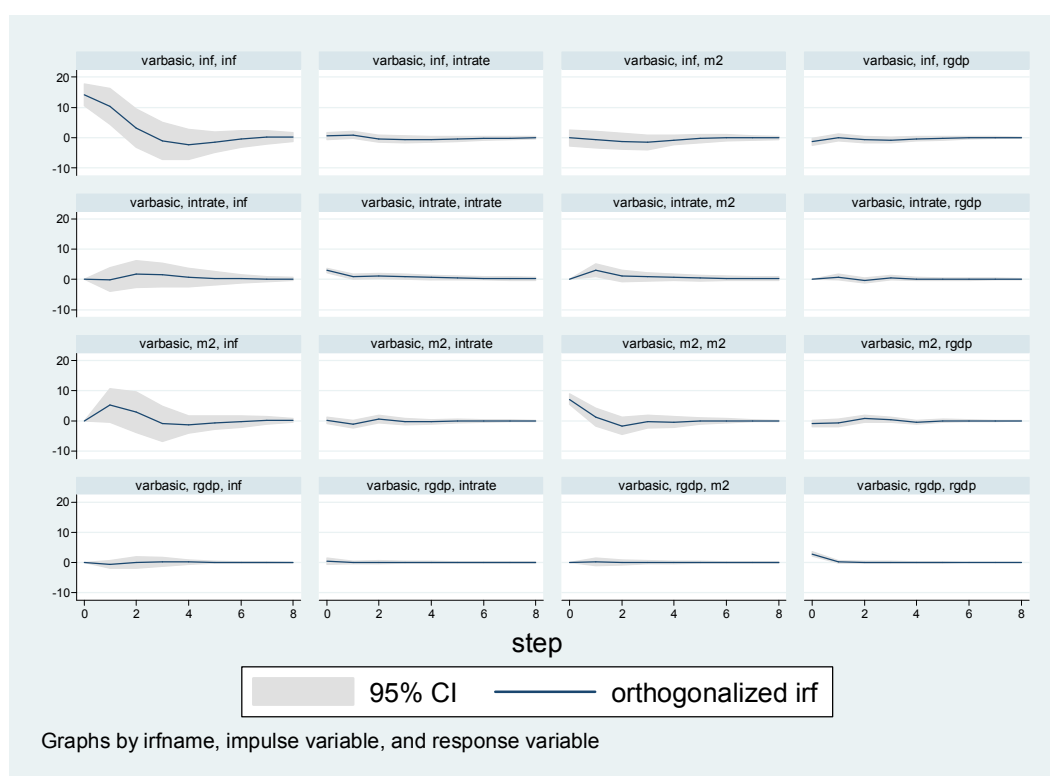 varbasic, inf, inf varbasic, inf, intrate varbasic, inf, m2 varbasic, inf, rgdp
20
10
0
-10
varbasic, intrate, inf varbasic, intrate, intrate varbasic, intrate, m2 varbasic, intrate, rgdp
20
10
0
-10
varbasic, m2, inf varbasic, m2, intrate varbasic, m2, m2 varbasic, m2, rgdp
20
10
0
-10
varbasic, rgdp, inf varbasic, rgdp, intrate varbasic, rgdp, m2 varbasic, rgdp, rgdp
20
10
0
-10
0 2 4 6 8 0 2 4 6 8 0 2 4 6 8 0 2 4 6 8
step
95% CI orthogonalized irf
Graphs by irfname, impulse variable, and response variable